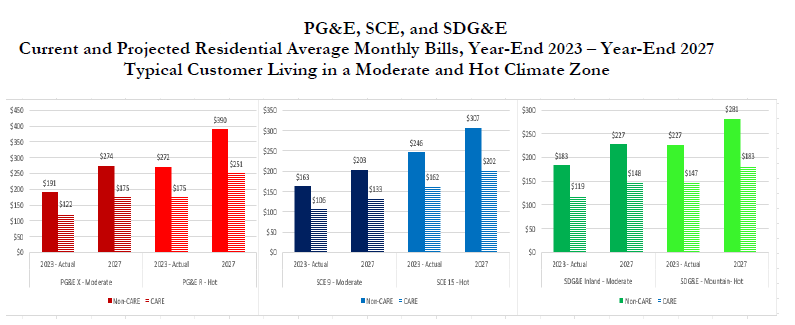 PG&E, SCE, and SDG&E
Current and Projected Residential Average Monthly Bills, Year-End 2023 – Year-End 2027
Typical Customer Living in a Moderate and Hot Climate Zone
$450
$400
$350
$300
$250
$200
$150
$100
$50
$0
$191
$122
$274
$175
$272
$175
$390
$251
2023 - Actual
2027
2023 - Actual
2027
PG&E X - Moderate
PG&E R - Hot
Non-CARE
CARE
$350
$300
$250
$200
$150
$100
$50
$0
$163
$106
$203
$133
$246
$162
$307
$202
2023 - Actual
2027
2023 - Actual
2027
SCE 9 - Moderate
SCE 15 - Hot
Non-CARE
CARE
$300
$250
$200
$150
$100
$50
$0
$183
$119
$227
$148
$227
$147
$281
$183
2023 - Actual
2027
2023 - Actual
2027
SDG&E Inland - Moderate
SDG&E - Mountain- Hot
Non-CARE
CARE